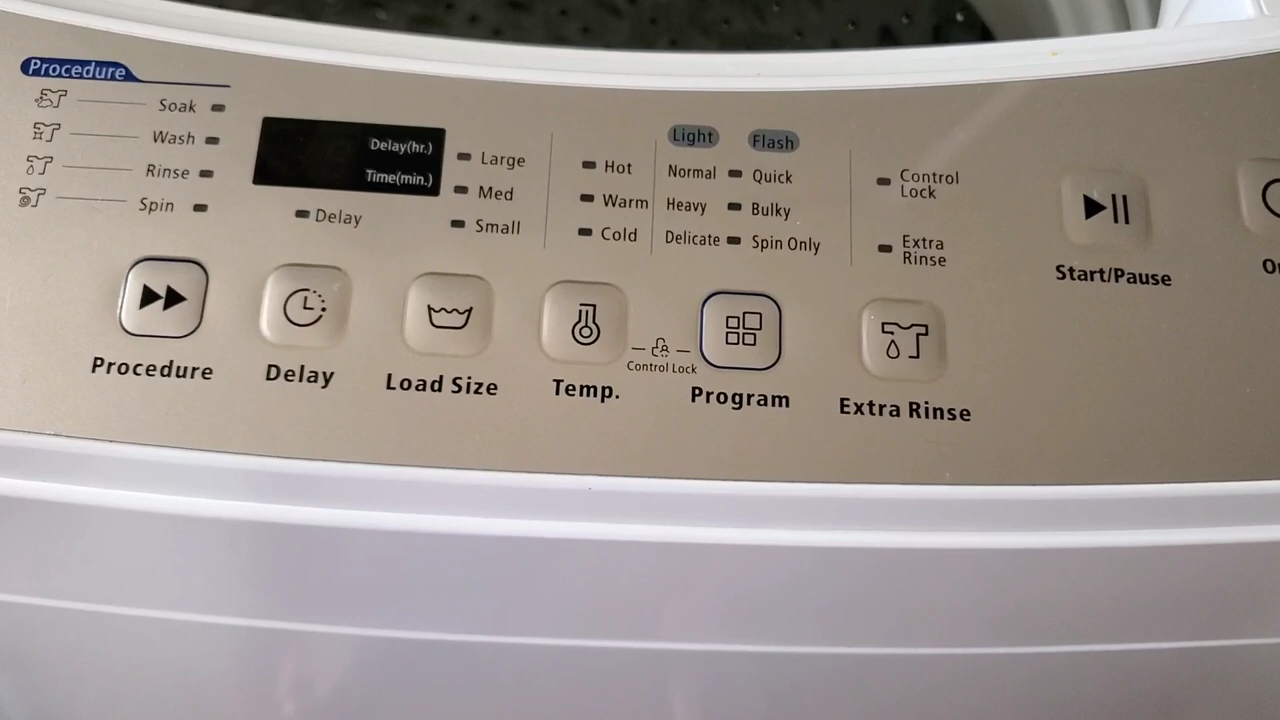 Procedure
Soak
Wash
Rinse
Spin
Delay(hr.)
Time(min.)
Delay
Large
Med
Small
Hot
Warm
Cold
Light Flash
Normal Quick
Heavy Bulky
Delicate Spin Only
Control
Lock
Extra
Rinse
Start/Pause
Procedure
Delay
Load Size
Temp.
Control Lock
Program
Extra Rinse